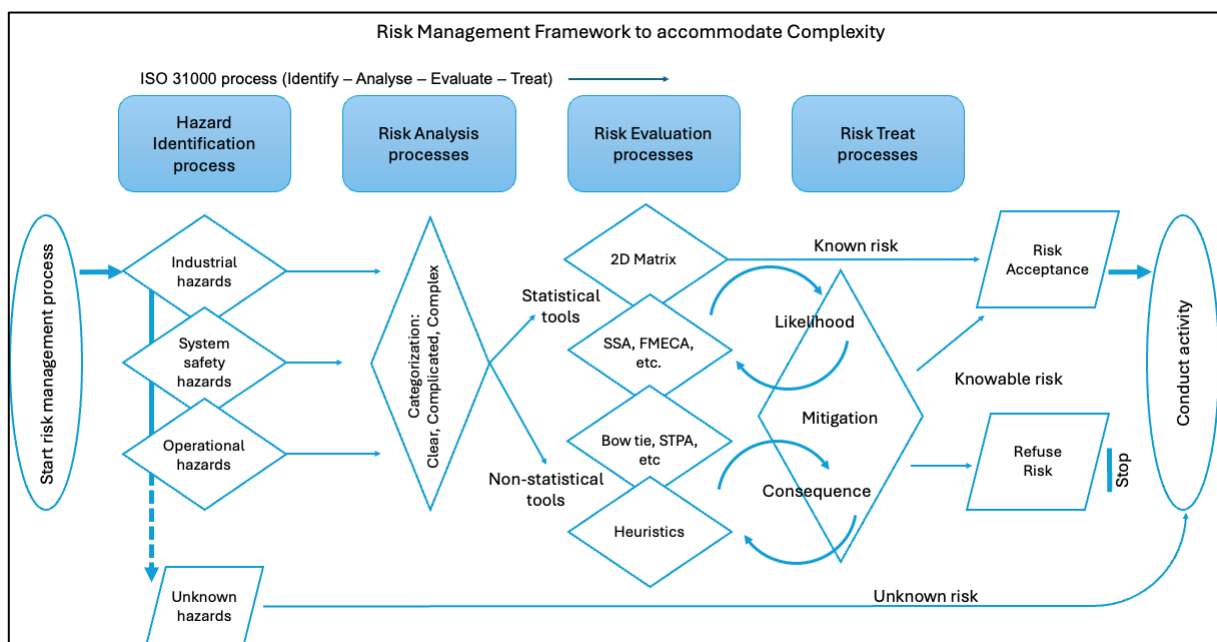 Risk Management Framework to accommodate Complexity
ISO 31000 process (Identify – Analyse – Evaluate – Treat)
Hazard
Identification
process
Risk Analysis
processes
Risk Evaluation
processes
Risk Treat
processes
Start risk management process
Industrial
hazards
System
safety
hazards
Operational
hazards
Unknown
hazards
Categorization:
Clear, Complicated, Complex
Statistical
tools
Non-statistical
tools
2D Matrix
SSA, FMECA,
etc.
Bow tie, STPA,
etc
Heuristics
Likelihood
Mitigation
Consequence
Known risk
Knowable risk
Unknown risk
Risk
Acceptance
Refuse
Risk
Stop
Conduct activity